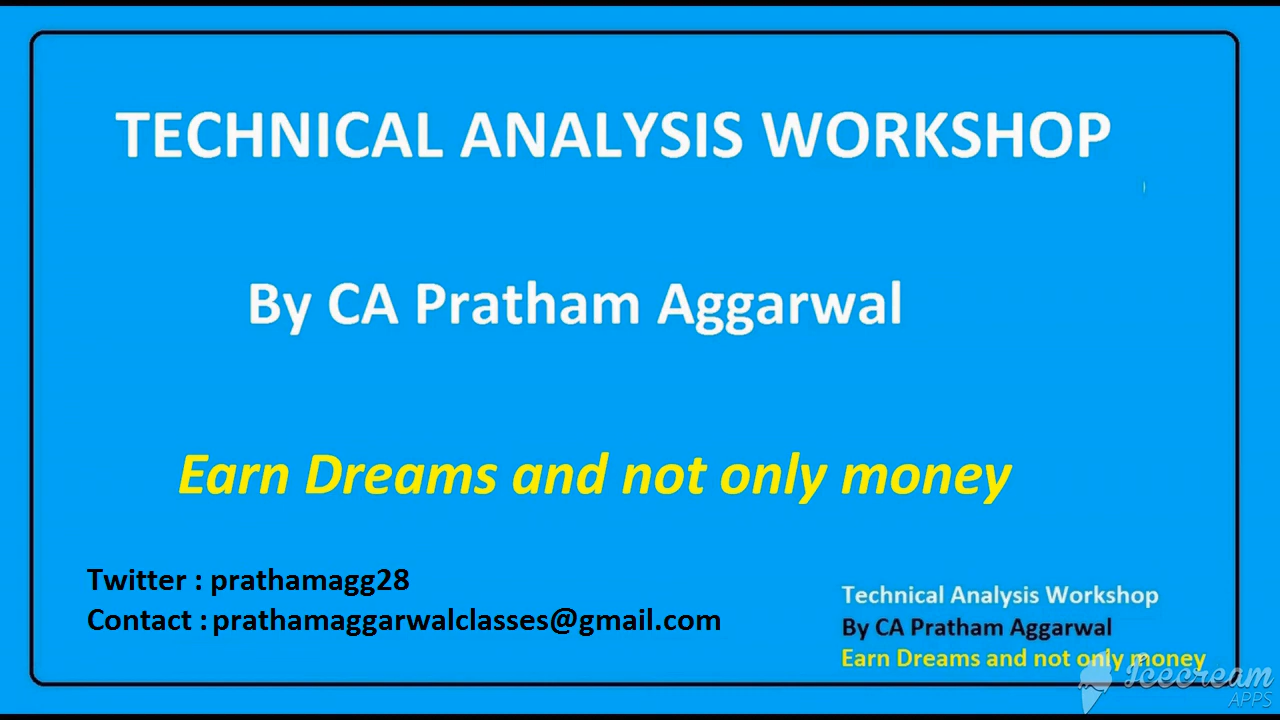 TECHNICAL ANALYSIS WORKSHOP
By CA Pratham Aggarwal
Earn Dreams and not only money
Twitter : prathamagg28
Contact : prathamaggarwalclasses@gmail.com
Technical Analysis Workshop
By CA Pratham Aggarwal
Earn Dreams and not only money
Icecream
APPS